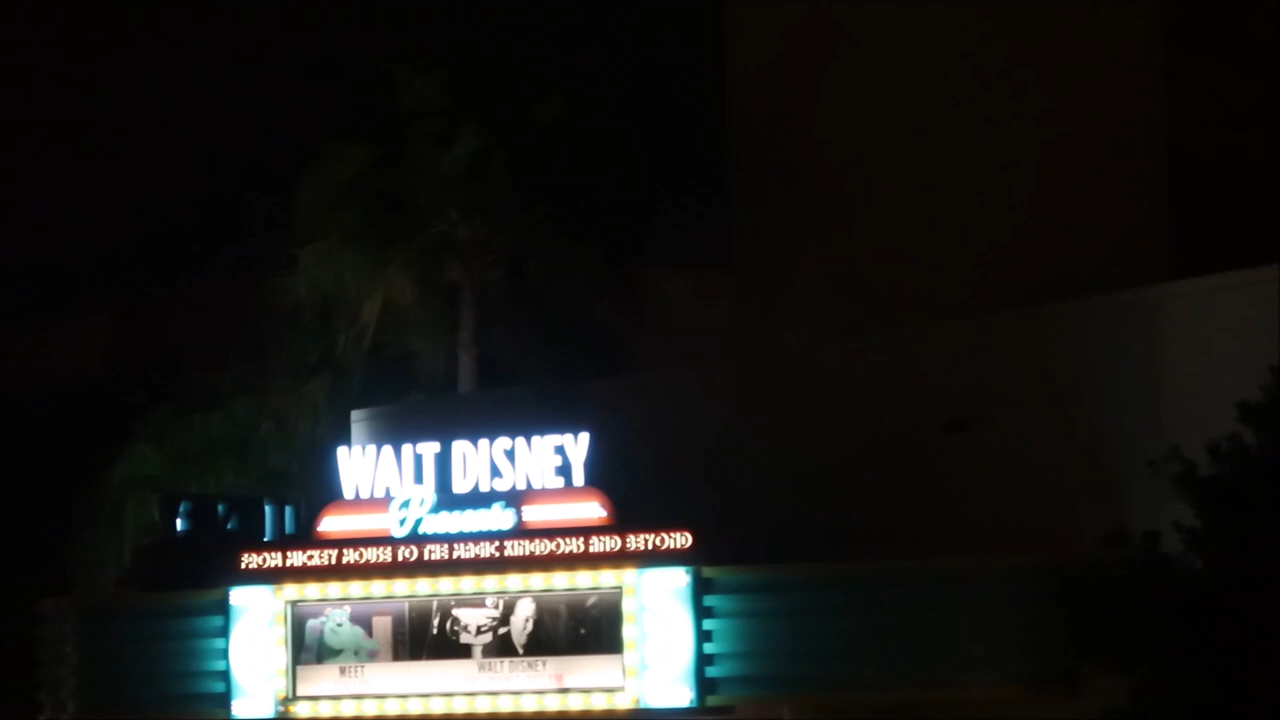 WALT DISNEY
Presents
FROM MICKEY MOUSE TO THE MAGIC KINGDOMS AND BEYOND
MEET
WALT DISNEY